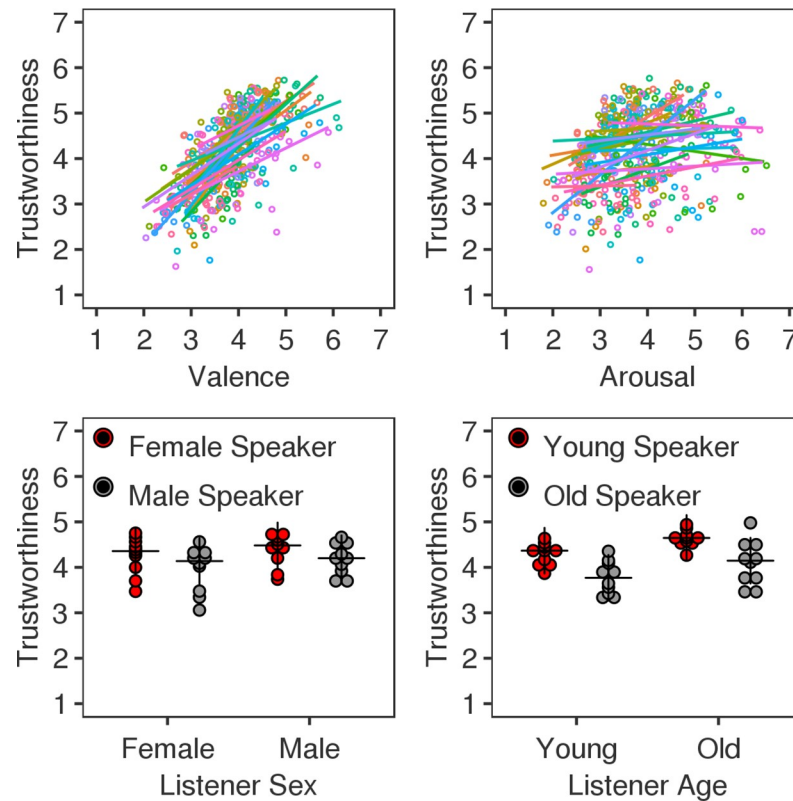 7
6
5
4
3
2
1
Trustworthiness
1 2 3 4 5 6 7
Valence
7
6
5
4
3
2
1
Trustworthiness
1 2 3 4 5 6 7
Arousal
7
6
5
4
3
2
1
Trustworthiness
Female Speaker
Male Speaker
Female Male
Listener Sex
7
6
5
4
3
2
1
Trustworthiness
Young Speaker
Old Speaker
Young Old
Listener Age